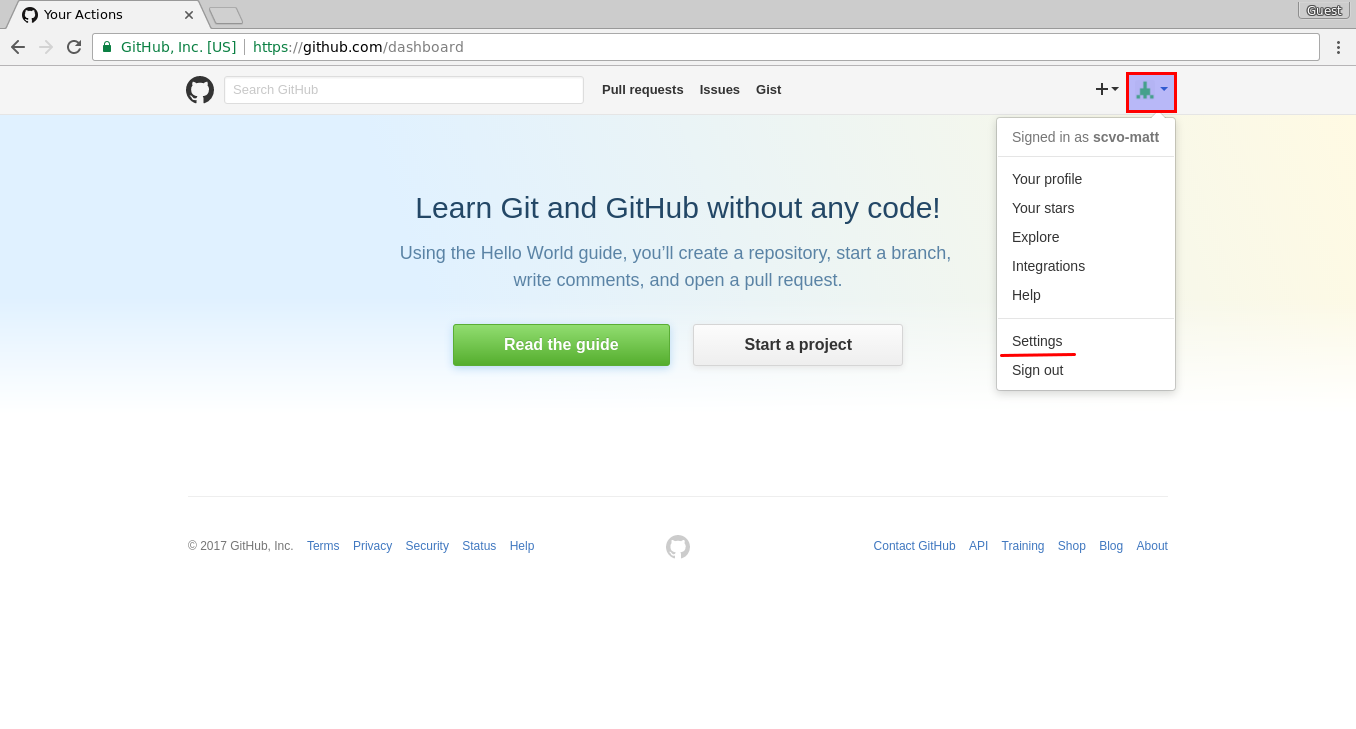 Your Actions
Guest
GitHub, Inc. [US] https://github.com/dashboard
Search GitHub Pull requests Issues Gist
Signed in as scvo-matt
Your profile
Your stars
Explore
Integrations
Help
Settings
Sign out
Learn Git and GitHub without any code!
Using the Hello World guide, you’ll create a repository, start a branch,
write comments, and open a pull request.
Read the guide Start a project
© 2017 GitHub, Inc. Terms Privacy Security Status Help Contact GitHub API Training Shop Blog About